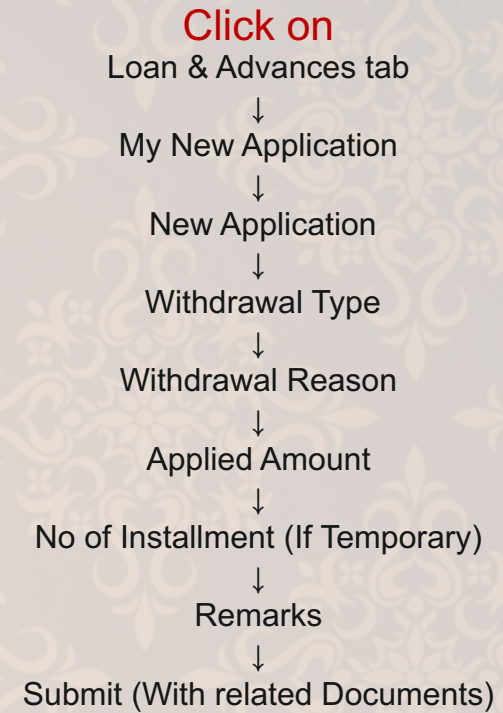 Click on
Loan & Advances tab
↓
My New Application
↓
New Application
↓
Withdrawal Type
↓
Withdrawal Reason
↓
Applied Amount
↓
No of Installment (If Temporary)
↓
Remarks
↓
Submit (With related Documents)